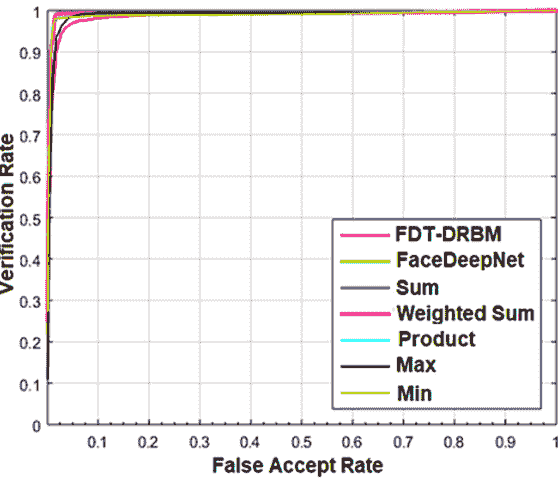 1
0.9
0.8
0.7
0.6
0.5
0.4
0.3
0.2
0.1
0
Verification Rate
FDT-DRBM
FaceDeepNet
Sum
Weighted Sum
Product
Max
Min
0.1 0.2 0.3 0.4 0.5 0.6 0.7 0.8 0.9 1
False Accept Rate